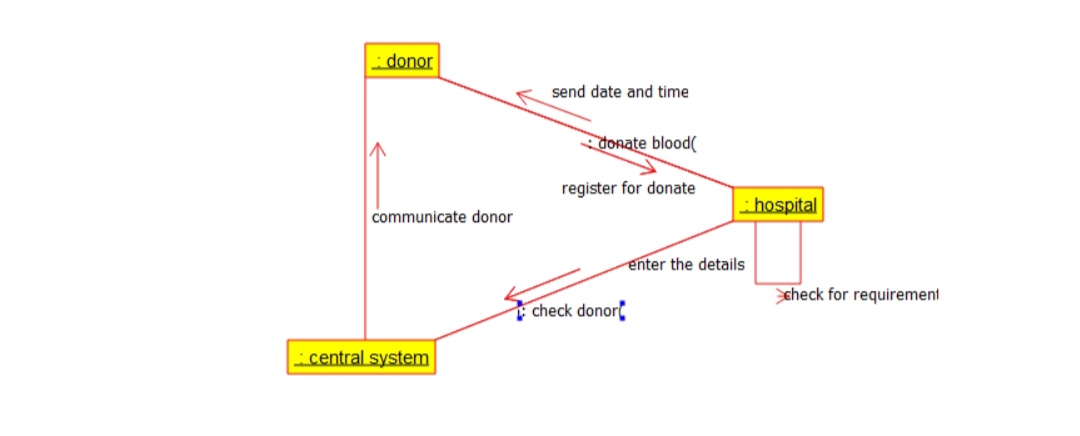 : donor
send date and time
: donate blood(
register for donate
: hospital
communicate donor
enter the details
check for requirement
: check donor(
: central system